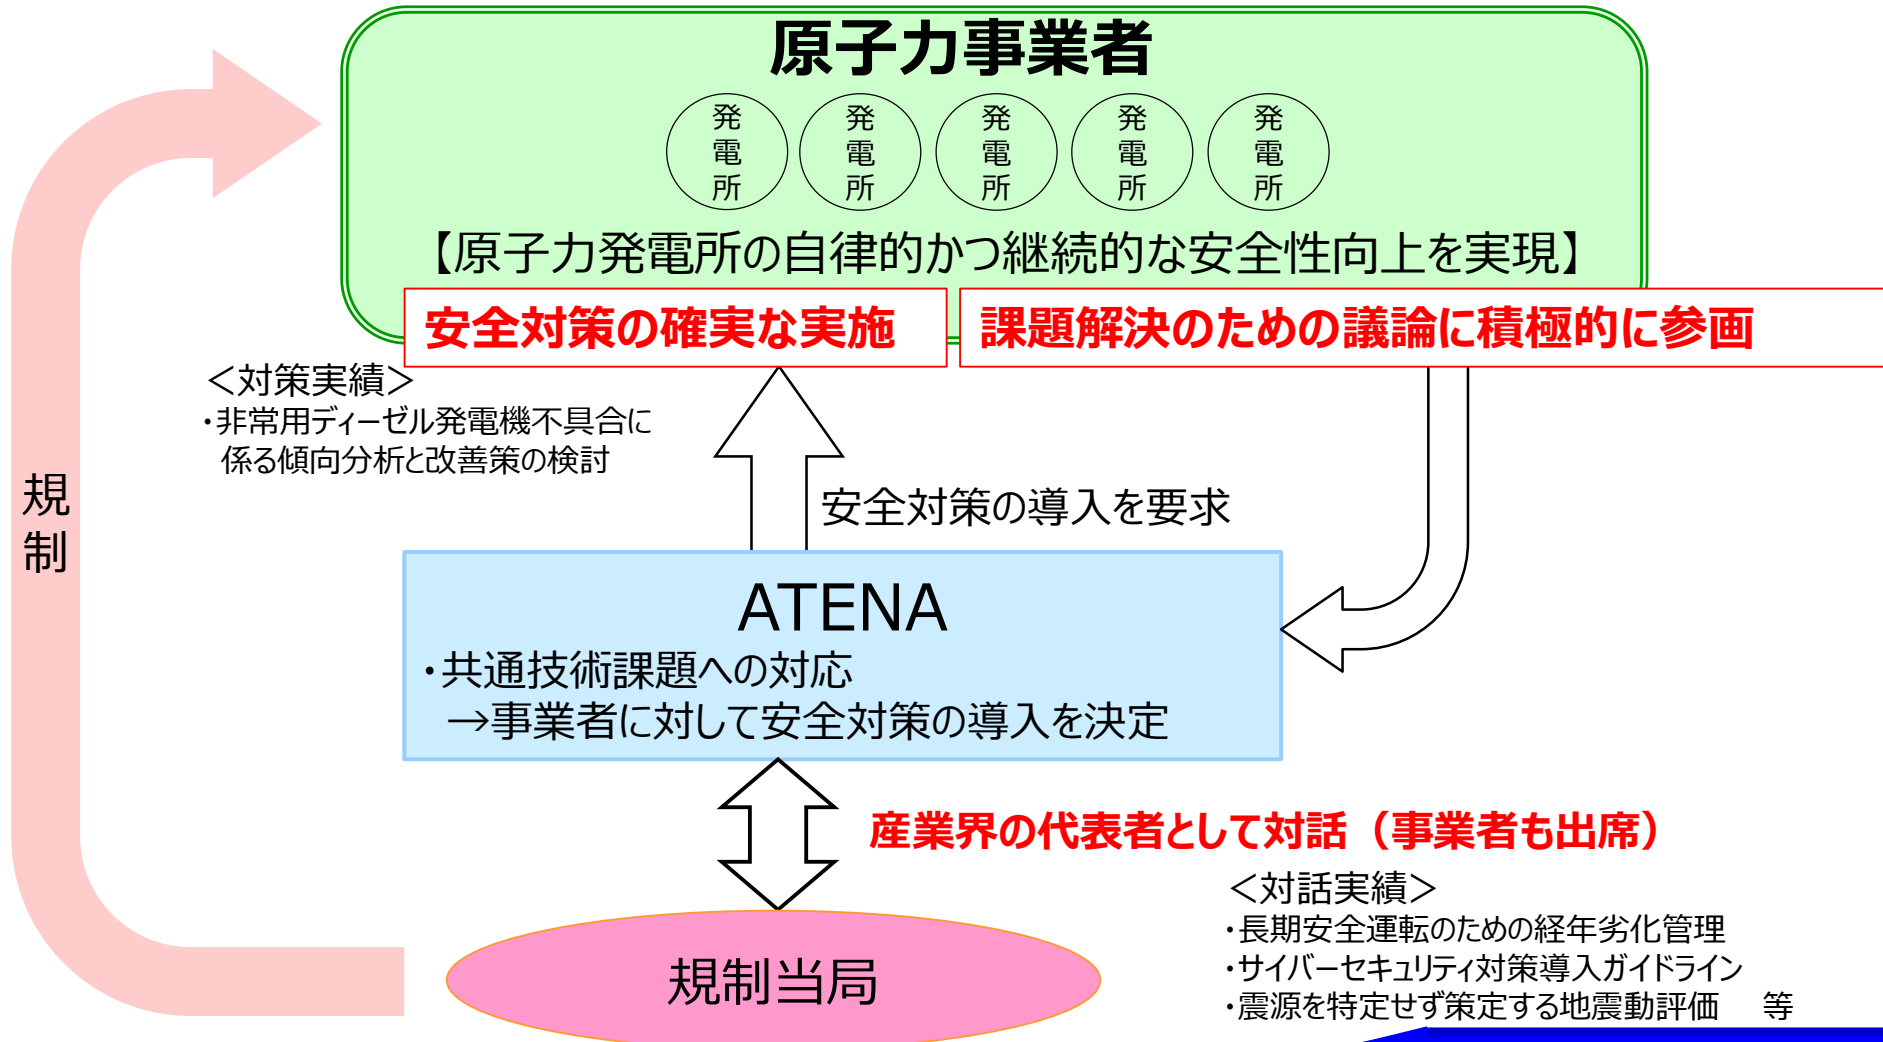 原子力事業者
発電所
発電所
発電所
発電所
発電所
【原子力発電所の自律的かつ継続的な安全性向上を実現】
安全対策の確実な実施
課題解決のための議論に積極的に参画
＜対策実績＞
・非常用ディーゼル発電機不具合に
係る傾向分析と改善策の検討
規制
安全対策の導入を要求
ATENA
・共通技術課題への対応
→事業者に対して安全対策の導入を決定
産業界の代表者として対話（事業者も出席）
＜対話実績＞
・長期安全運転のための経年劣化管理
・サイバーセキュリティ対策導入ガイドライン
・震源を特定せず策定する地震動評価　等
規制当局